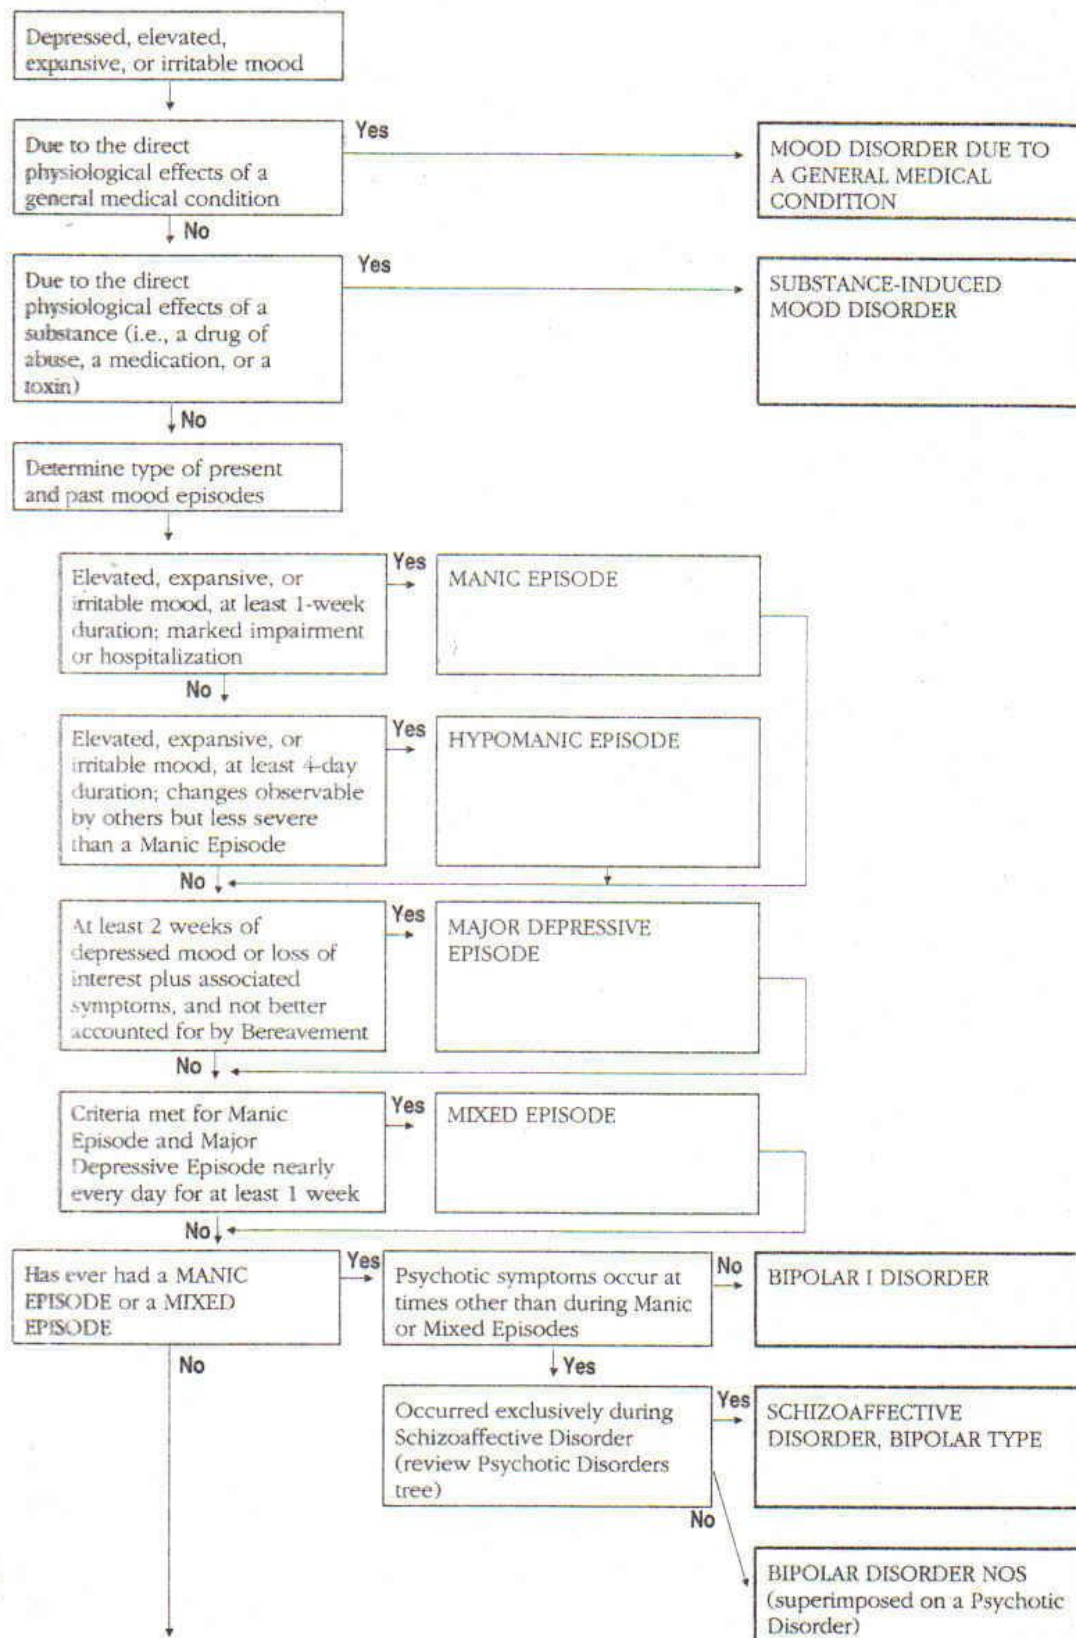 Depressed, elevated,
expansive, or irritable mood
Due to the direct
physiological effects of a
general medical condition
Yes
MOOD DISORDER DUE TO
A GENERAL MEDICAL
CONDITION
No
Due to the direct
physiological effects of a
substance (i.e., a drug of
abuse, a medication, or a
toxin)
Yes
SUBSTANCE-INDUCED
MOOD DISORDER
No
Determine type of present
and past mood episodes
Elevated, expansive, or
irritable mood, at least 1-week
duration; marked impairment
or hospitalization
Yes
MANIC EPISODE
No
Elevated, expansive, or
irritable mood, at least 4-day
duration; changes observable
by others but less severe
than a Manic Episode
Yes
HYPOMANIC EPISODE
No
At least 2 weeks of
depressed mood or loss of
interest plus associated
symptoms, and not better
accounted for by Bereavement
Yes
MAJOR DEPRESSIVE
EPISODE
No
Criteria met for Manic
Episode and Major
Depressive Episode nearly
every day for at least 1 week
Yes
MIXED EPISODE
No
Has ever had a MANIC
EPISODE or a MIXED
EPISODE
Yes
Psychotic symptoms occur at
times other than during Manic
or Mixed Episodes
No
BIPOLAR I DISORDER
No
Yes
Occurred exclusively during
Schizoaffective Disorder
(review Psychotic Disorders
tree)
Yes
SCHIZOAFFECTIVE
DISORDER, BIPOLAR TYPE
No
BIPOLAR DISORDER NOS
(superimposed on a Psychotic
Disorder)